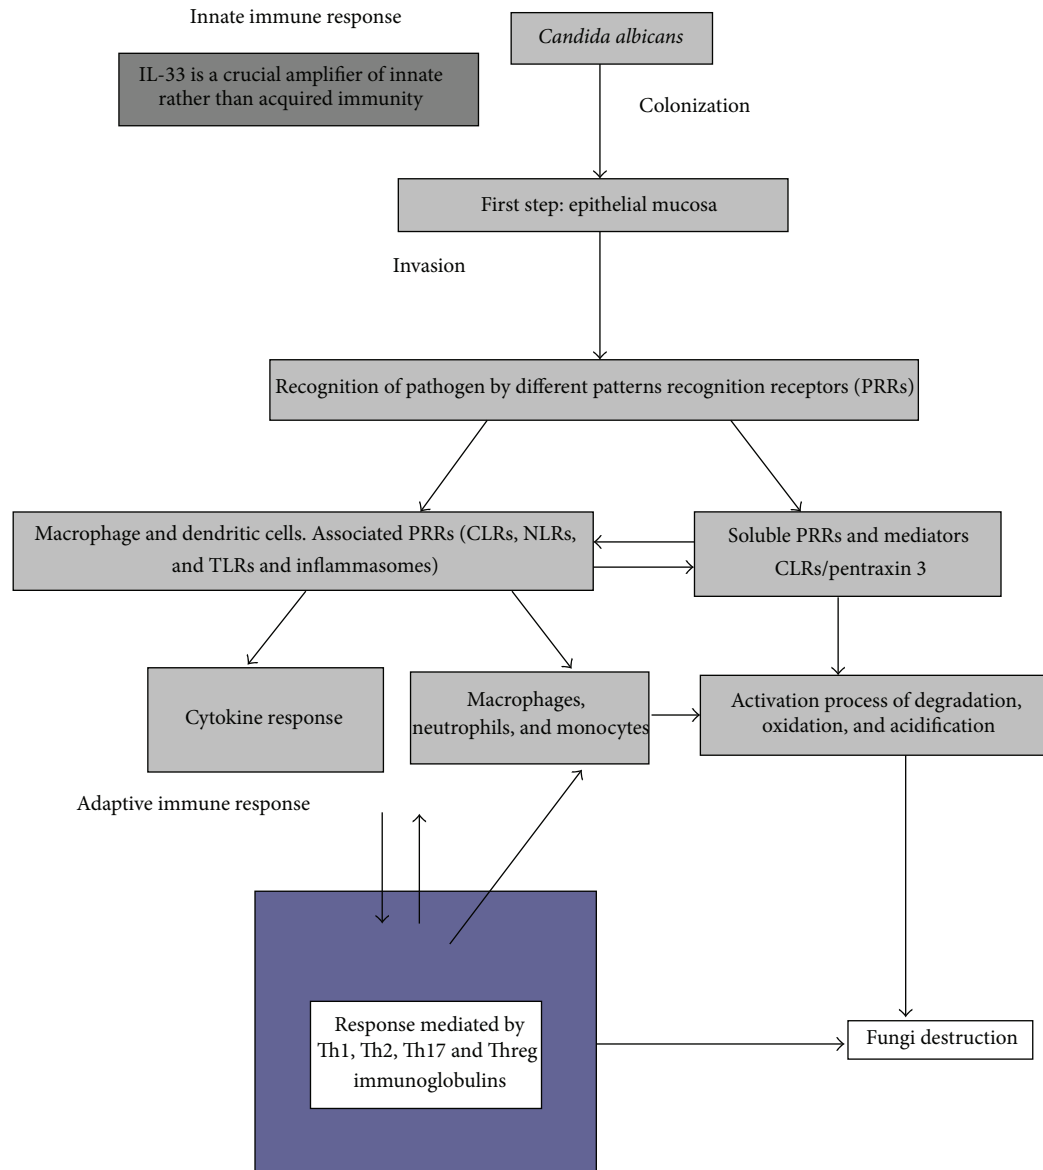 Innate immune response
Candida albicans
IL-33 is a crucial amplifier of innate
rather than acquired immunity
Colonization
First step: epithelial mucosa
Invasion
Recognition of pathogen by different patterns recognition receptors (PRRs)
Macrophage and dendritic cells. Associated PRRs (CLRs, NLRs,
and TLRs and inflammasomes)
Soluble PRRs and mediators
CLRs/pentraxin 3
Cytokine response
Macrophages,
neutrophils, and monocytes
Activation process of degradation,
oxidation, and acidification
Adaptive immune response
Response mediated by
Th1, Th2, Th17 and Threg
immunoglobulins
Fungi destruction